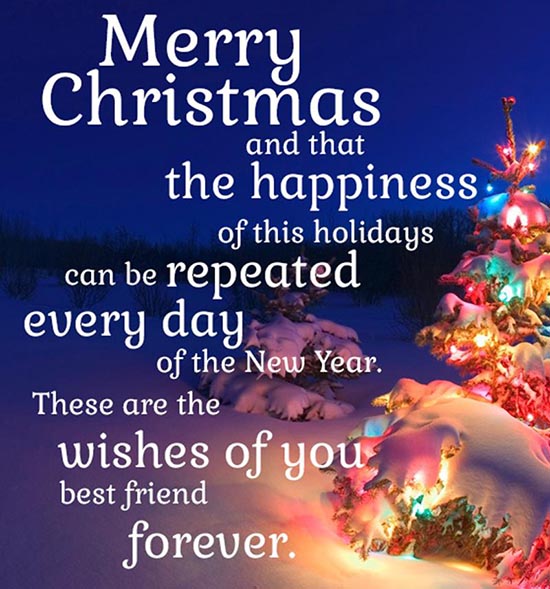 Merry
Christmas
and that
the happiness
of this holidays
can be repeated
every day
of the New Year.
These are the
wishes of you
best friend
forever.